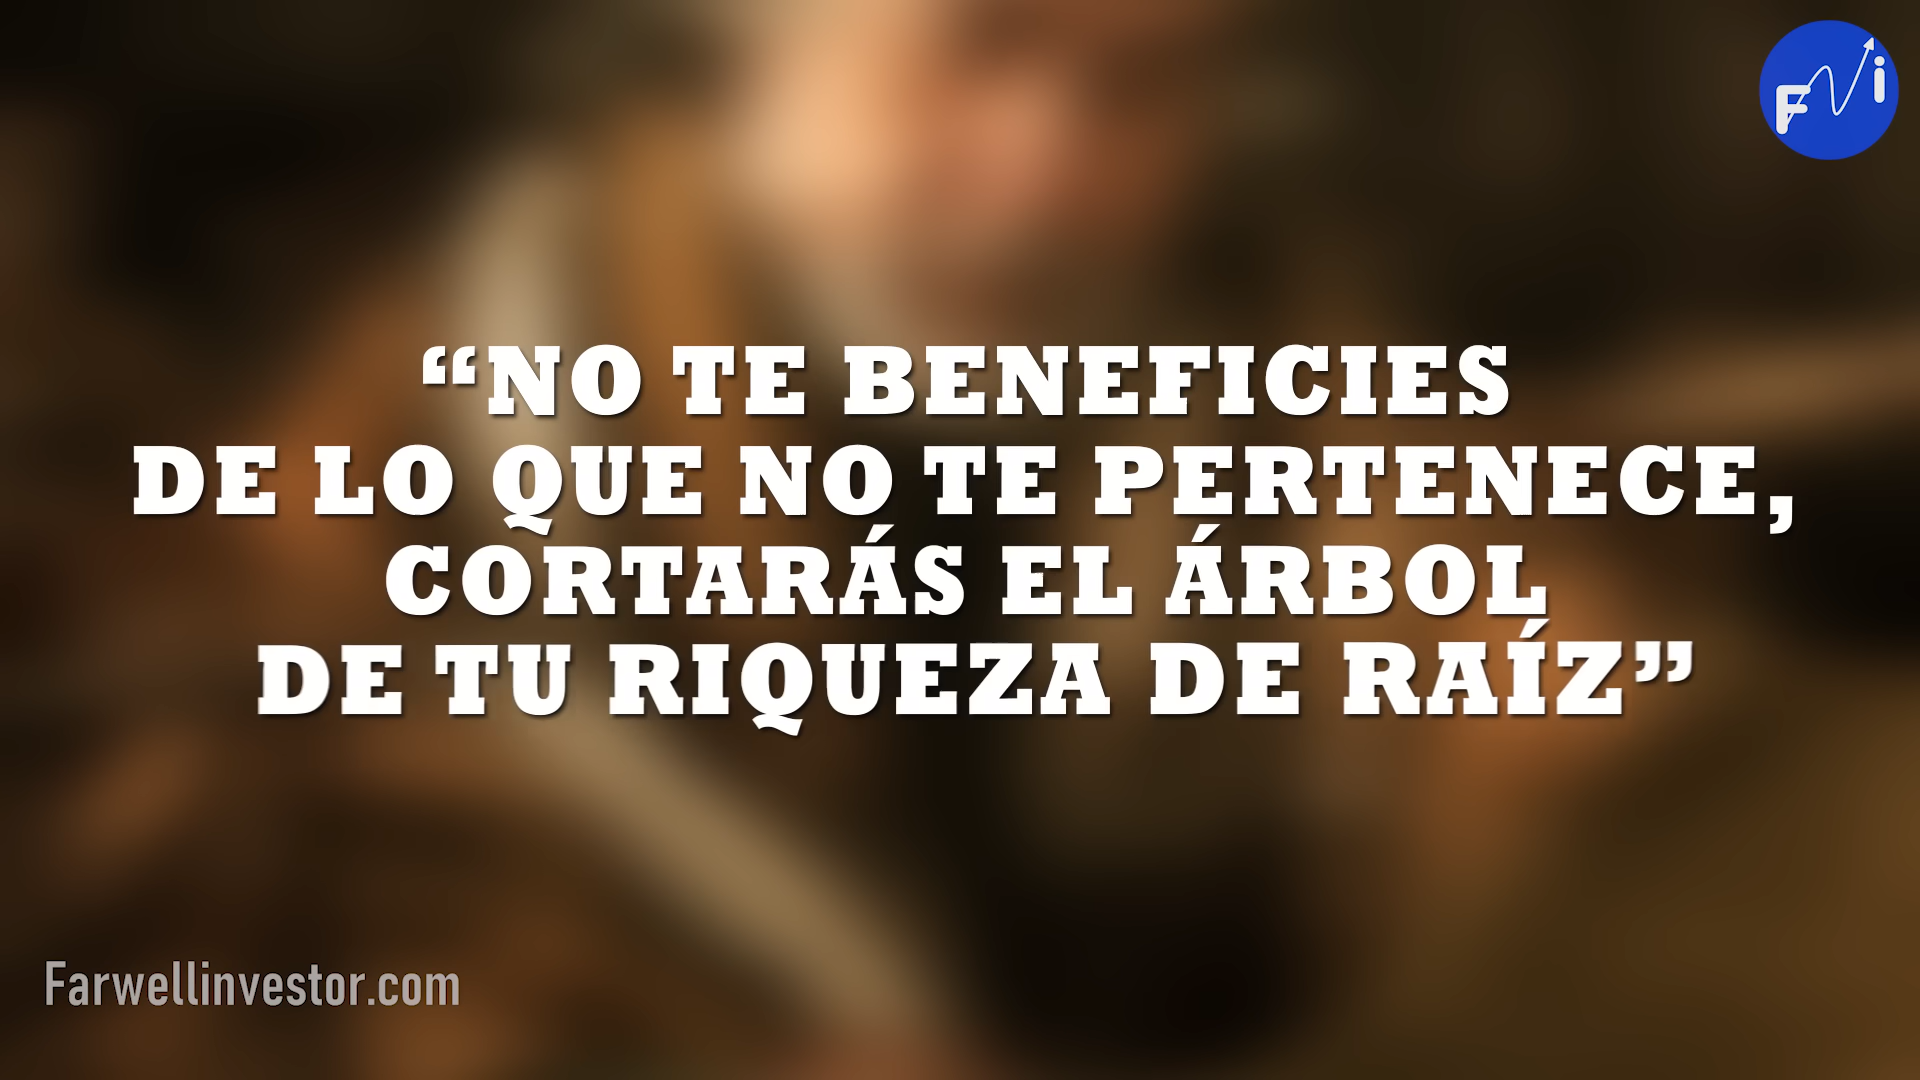 F i
“NO TE BENEFICIES
DE LO QUE NO TE PERTENECE,
CORTARÁS EL ÁRBOL
DE TU RIQUEZA DE RAÍZ”
Farwellinvestor.com